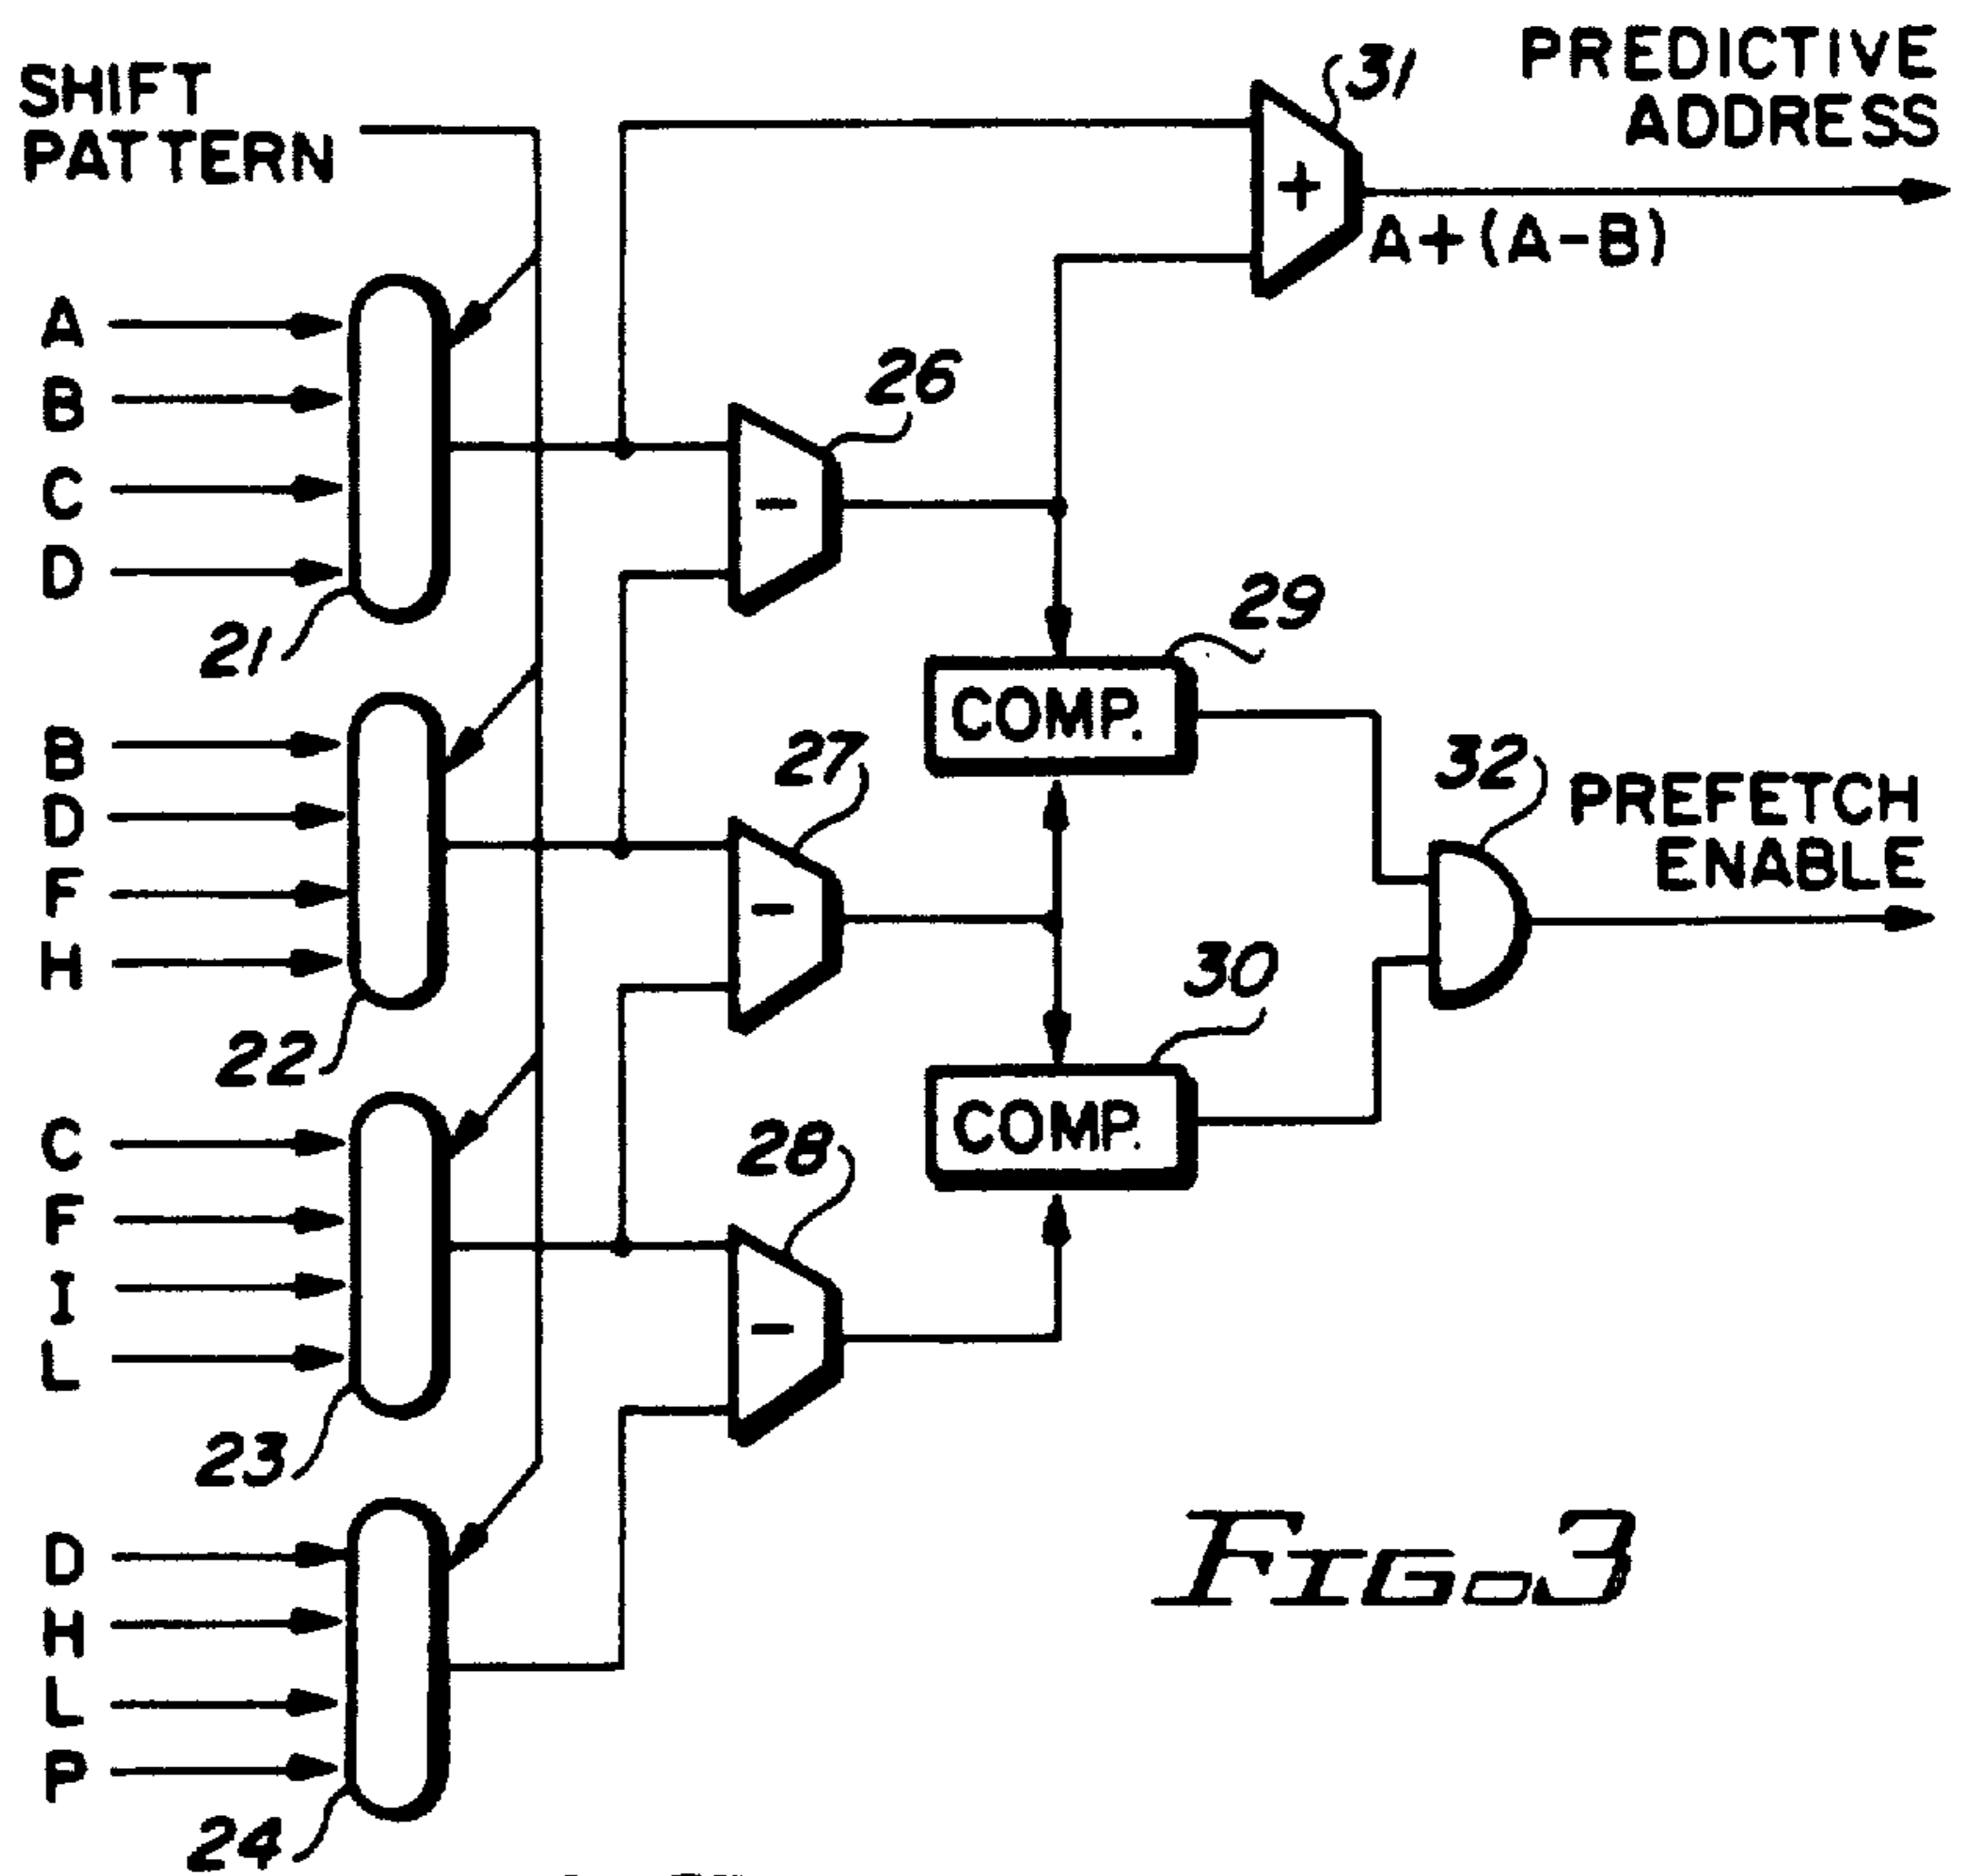 SHIFT
PATTERN
PREDICTIVE
ADDRESS
31
+
A+(A-B)
A
B
C
D
21
26
-
29
COMP.
B
D
F
H
22
27
-
32
PREFETCH
ENABLE
30
COMP.
C
F
I
L
23
28
-
D
H
L
P
24
FIG. 3